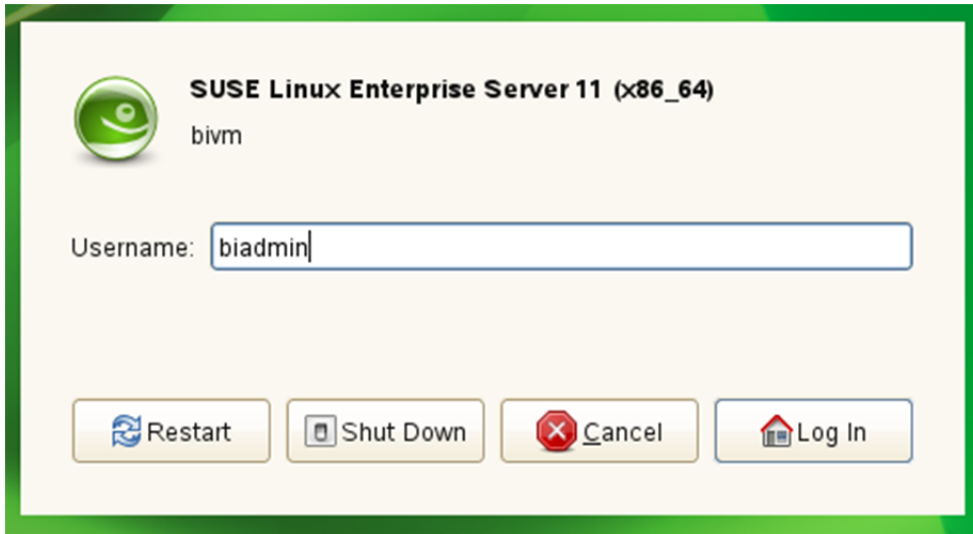 SUSE Linux Enterprise Server 11 (x86_64)
bivm
Username: biadmin
Restart Shut Down Cancel Log In